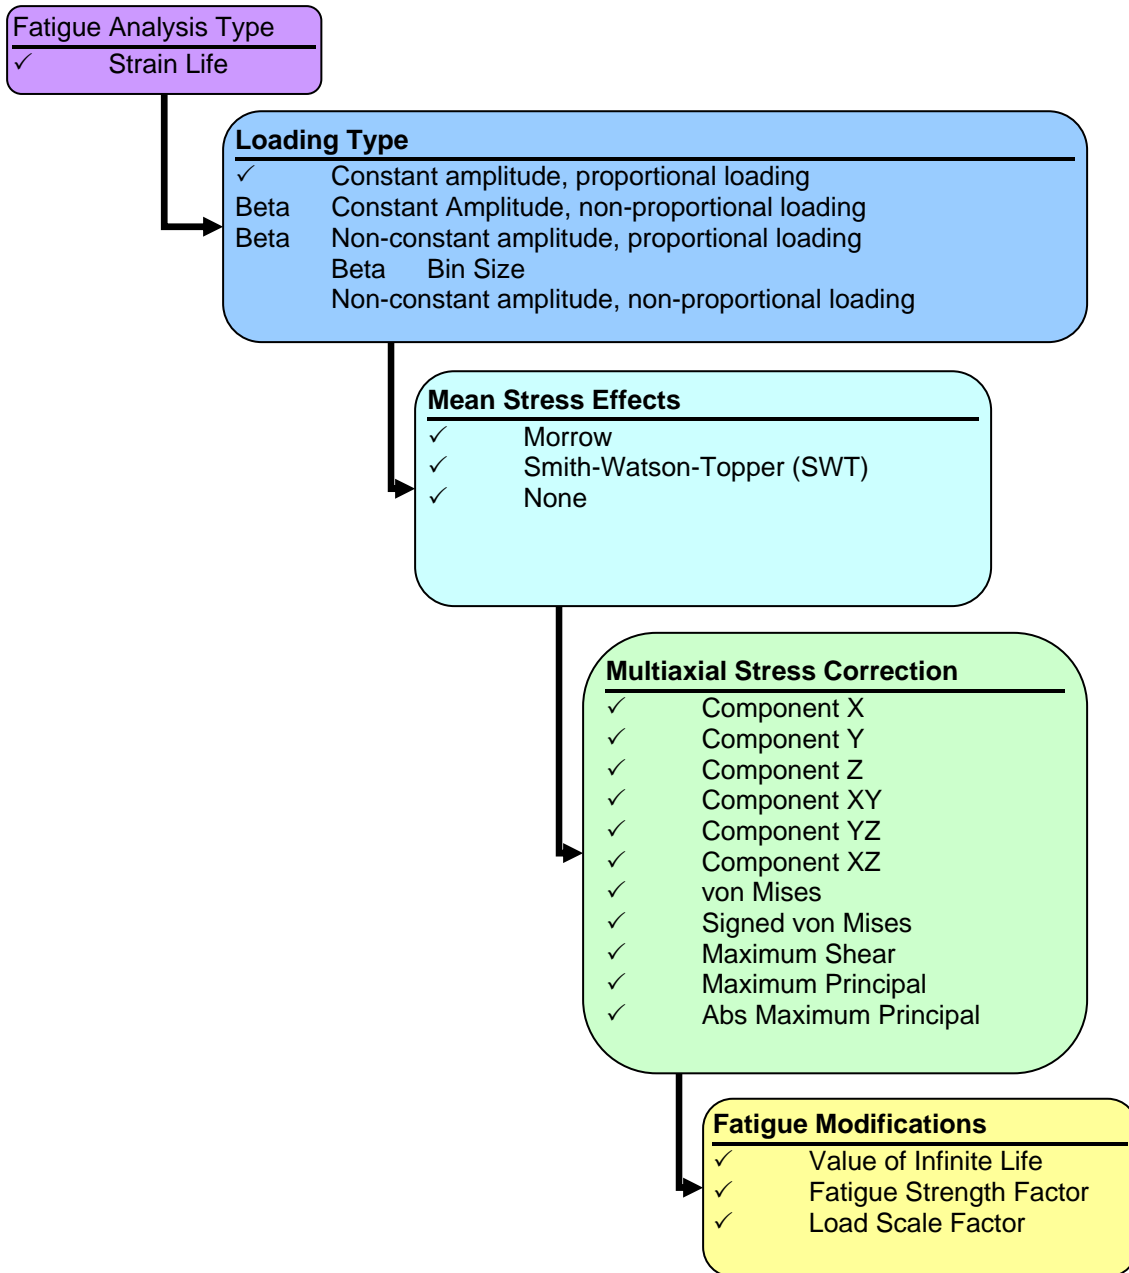 Fatigue Analysis Type
✓ Strain Life
Loading Type
✓ Constant amplitude, proportional loading
Beta Constant Amplitude, non-proportional loading
Beta Non-constant amplitude, proportional loading
Beta Bin Size
Non-constant amplitude, non-proportional loading
Mean Stress Effects
✓ Morrow
✓ Smith-Watson-Topper (SWT)
✓ None
Multiaxial Stress Correction
✓ Component X
✓ Component Y
✓ Component Z
✓ Component XY
✓ Component YZ
✓ Component XZ
✓ von Mises
✓ Signed von Mises
✓ Maximum Shear
✓ Maximum Principal
✓ Abs Maximum Principal
Fatigue Modifications
✓ Value of Infinite Life
✓ Fatigue Strength Factor
✓ Load Scale Factor